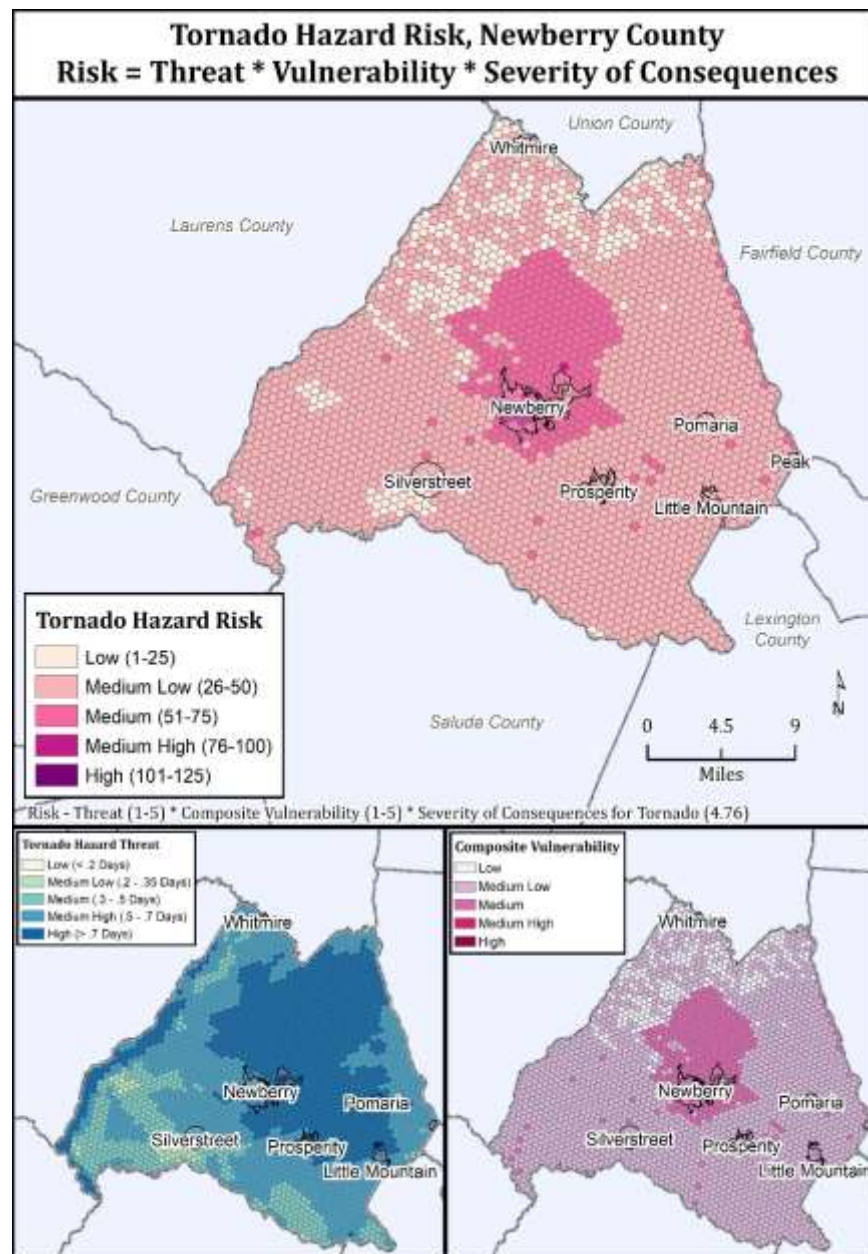 Tornado Hazard Risk, Newberry County
Risk = Threat * Vulnerability * Severity of Consequences
Union County
Whitmire
Laurens County
Fairfield County
Newberry
Pomaria
Peak
Silverstreet
Greenwood County
Prosperity
Little Mountain
Tornado Hazard Risk
Low (1-25)
Medium Low (26-50)
Medium (51-75)
Medium High (76-100)
High (101-125)
Lexington
County
N
Saluda County
0 4.5 9
Miles
Risk - Threat (1-5) * Composite Vulnerability (1-5) * Severity of Consequences for Tornado (4.76)
Tornado Hazard Threat
Low (< .2 Days)
Medium Low (.2 - .35 Days)
Medium (.3 - .5 Days)
Medium High (.5 - .7 Days)
High (> .7 Days)
Whitmire
Newberry
Pomaria
Silverstreet
Prosperity
Little Mountain
Composite Vulnerability
Low
Medium Low
Medium
Medium High
High
Whitmire
Newberry
Pomaria
Silverstreet
Prosperity
Little Mountain